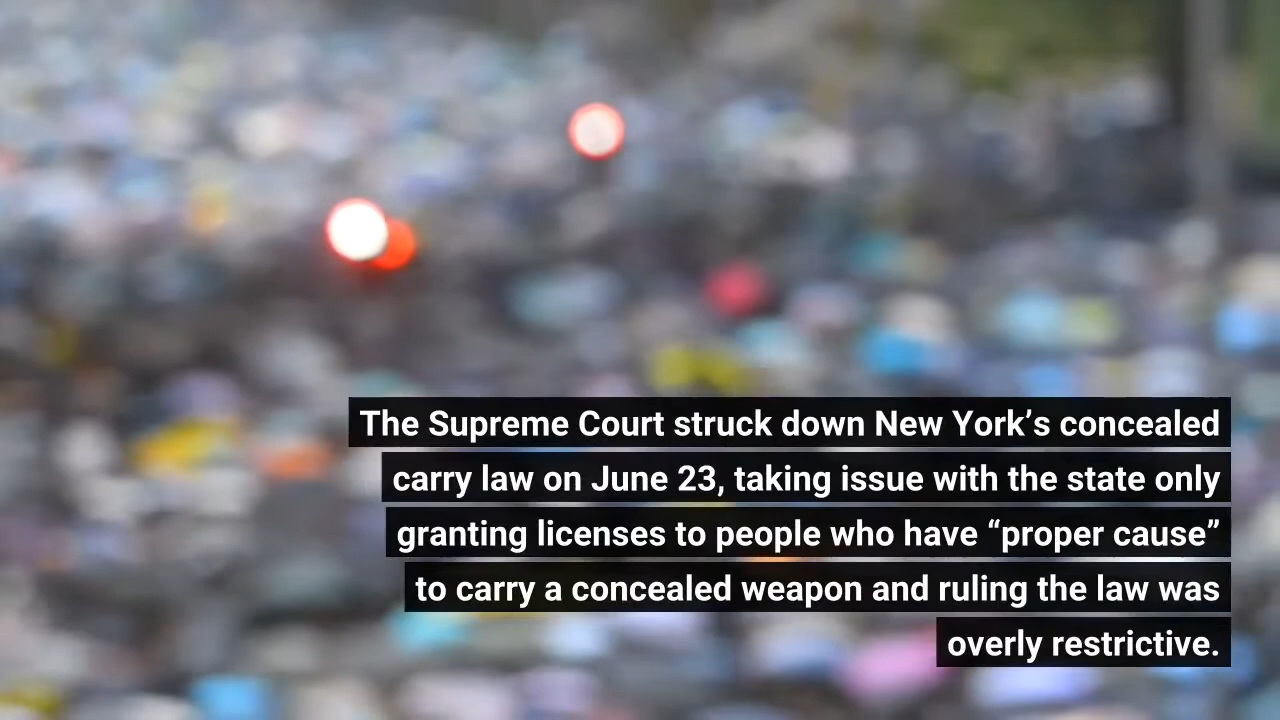 The Supreme Court struck down New York’s concealed
carry law on June 23, taking issue with the state only
granting licenses to people who have “proper cause”
to carry a concealed weapon and ruling the law was
overly restrictive.